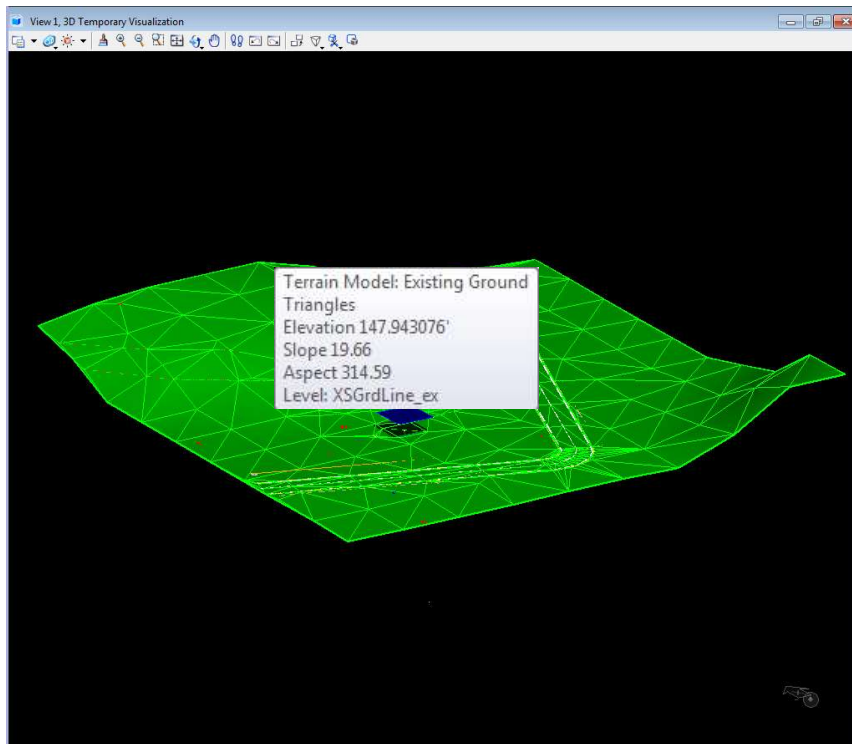 View 1, 3D Temporary Visualization
Terrain Model: Existing Ground
Triangles
Elevation 147.943076'
Slope 19.66
Aspect 314.59
Level: XSGrdLine_ex